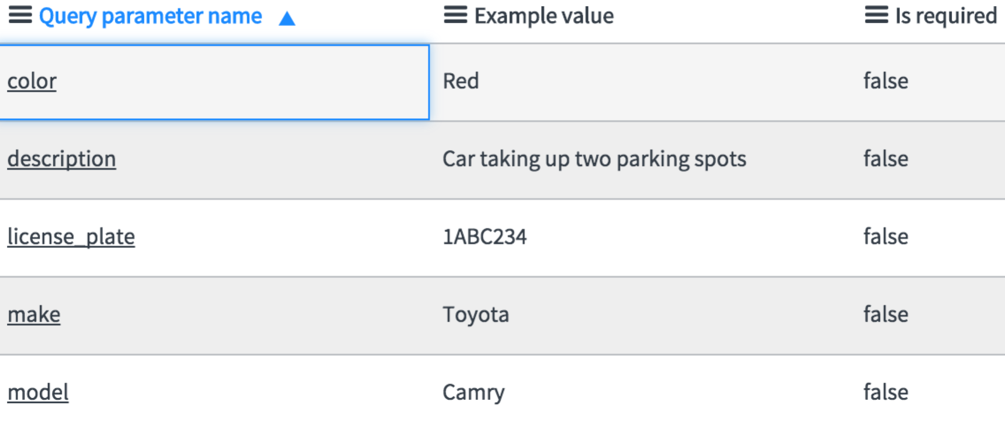 Query parameter name Example value Is required
color Red false
description Car taking up two parking spots false
license_plate 1ABC234 false
make Toyota false
model Camry false